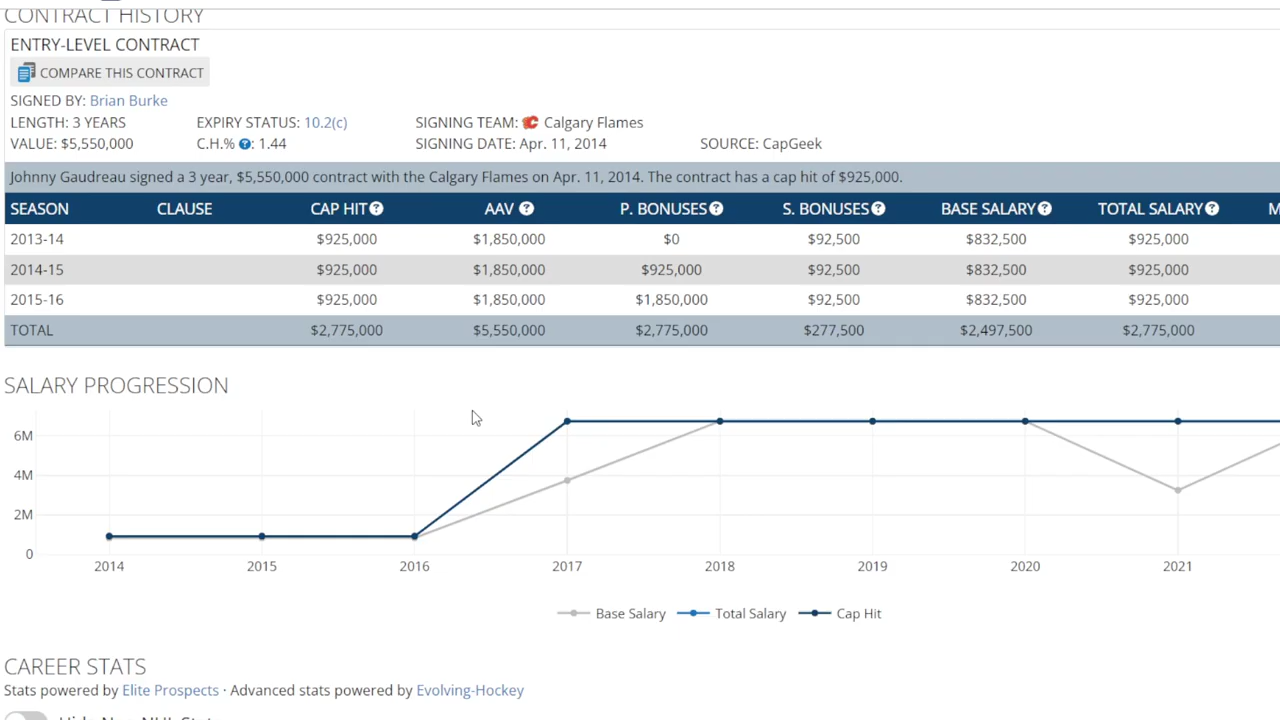 CONTRACT HISTORY
ENTRY-LEVEL CONTRACT
COMPARE THIS CONTRACT
SIGNED BY: Brian Burke
LENGTH: 3 YEARS EXPIRY STATUS: 10.2(c) SIGNING TEAM: Calgary Flames
VALUE: $5,550,000 C.H.% ?: 1.44 SIGNING DATE: Apr. 11, 2014 SOURCE: CapGeek
Johnny Gaudreau signed a 3 year, $5,550,000 contract with the Calgary Flames on Apr. 11, 2014. The contract has a cap hit of $925,000.
SEASON CLAUSE CAP HIT ? AAV ? P. BONUSES ? S. BONUSES ? BASE SALARY ? TOTAL SALARY ? M
2013-14 $925,000 $1,850,000 $0 $92,500 $832,500 $925,000
2014-15 $925,000 $1,850,000 $925,000 $92,500 $832,500 $925,000
2015-16 $925,000 $1,850,000 $1,850,000 $92,500 $832,500 $925,000
TOTAL $2,775,000 $5,550,000 $2,775,000 $277,500 $2,497,500 $2,775,000
SALARY PROGRESSION
6M
4M
2M
0
2014 2015 2016 2017 2018 2019 2020 2021
Base Salary Total Salary Cap Hit
CAREER STATS
Stats powered by Elite Prospects · Advanced stats powered by Evolving-Hockey